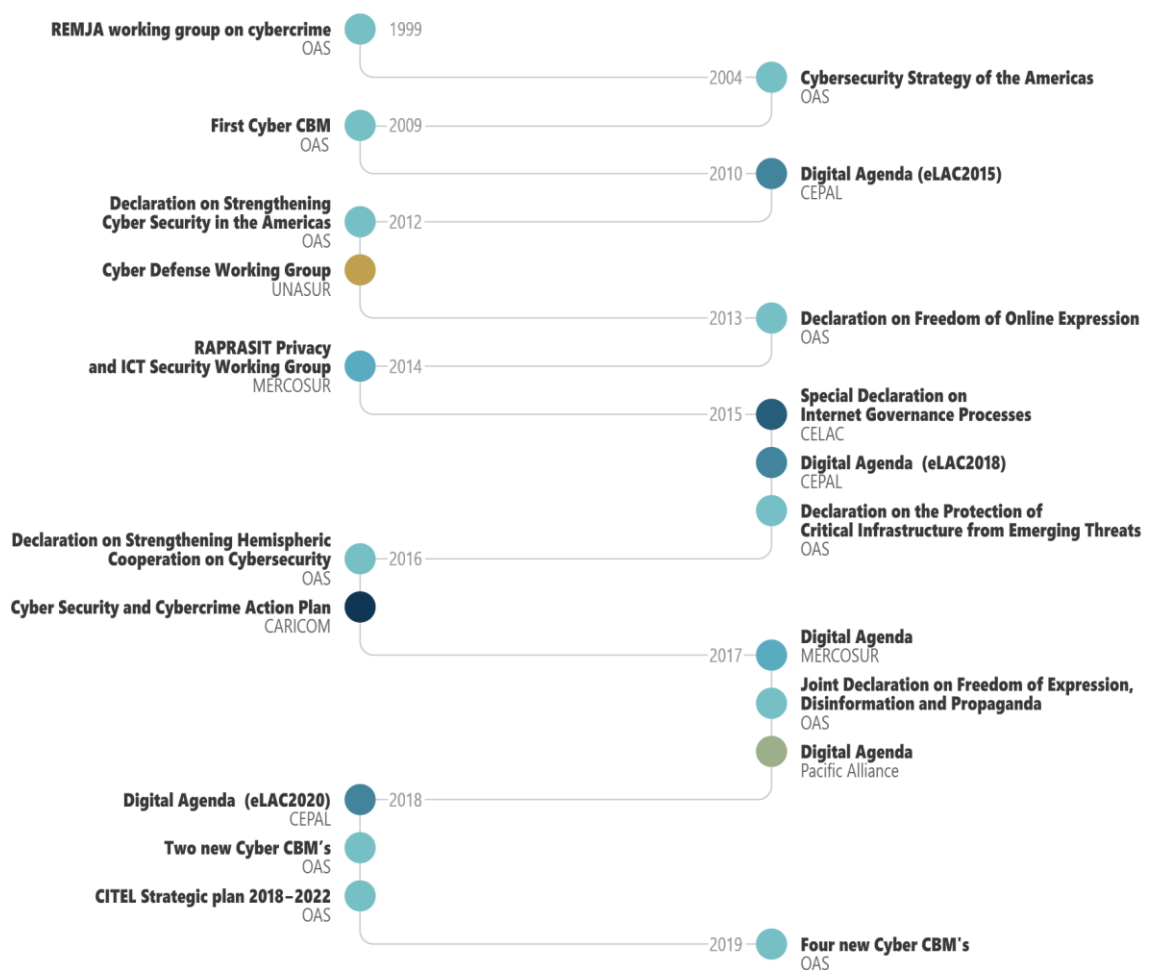 REMJA working group on cybercrime
OAS
1999
2004
Cybersecurity Strategy of the Americas
OAS
First Cyber CBM
OAS
2009
2010
Digital Agenda (eLAC2015)
CEPAL
Declaration on Strengthening
Cyber Security in the Americas
OAS
2012
Cyber Defense Working Group
UNASUR
2013
Declaration on Freedom of Online Expression
OAS
RAPRASIT Privacy
and ICT Security Working Group
MERCOSUR
2014
2015
Special Declaration on
Internet Governance Processes
CELAC
Digital Agenda (eLAC2018)
CEPAL
Declaration on the Protection of
Critical Infrastructure from Emerging Threats
OAS
Declaration on Strengthening Hemispheric
Cooperation on Cybersecurity
OAS
2016
Cyber Security and Cybercrime Action Plan
CARICOM
2017
Digital Agenda
MERCOSUR
Joint Declaration on Freedom of Expression,
Disinformation and Propaganda
OAS
Digital Agenda
Pacific Alliance
Digital Agenda (eLAC2020)
CEPAL
2018
Two new Cyber CBM’s
OAS
CITEL Strategic plan 2018–2022
OAS
2019
Four new Cyber CBM's
OAS